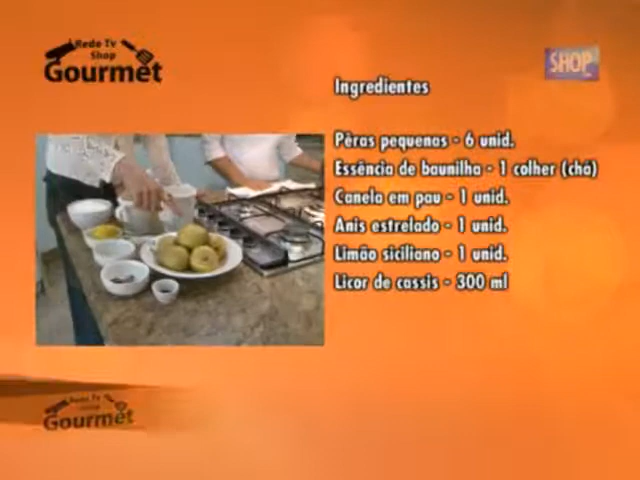 Rede Tv
Shop
Gourmet
SHOP
Ingredientes
Pêras pequenas - 6 unid.
Essência de baunilha - 1 colher (chá)
Canela em pau - 1 unid.
Anis estrelado - 1 unid.
Limão siciliano - 1 unid.
Licor de cassis - 300 ml
Rede Tv
Shop
Gourmet